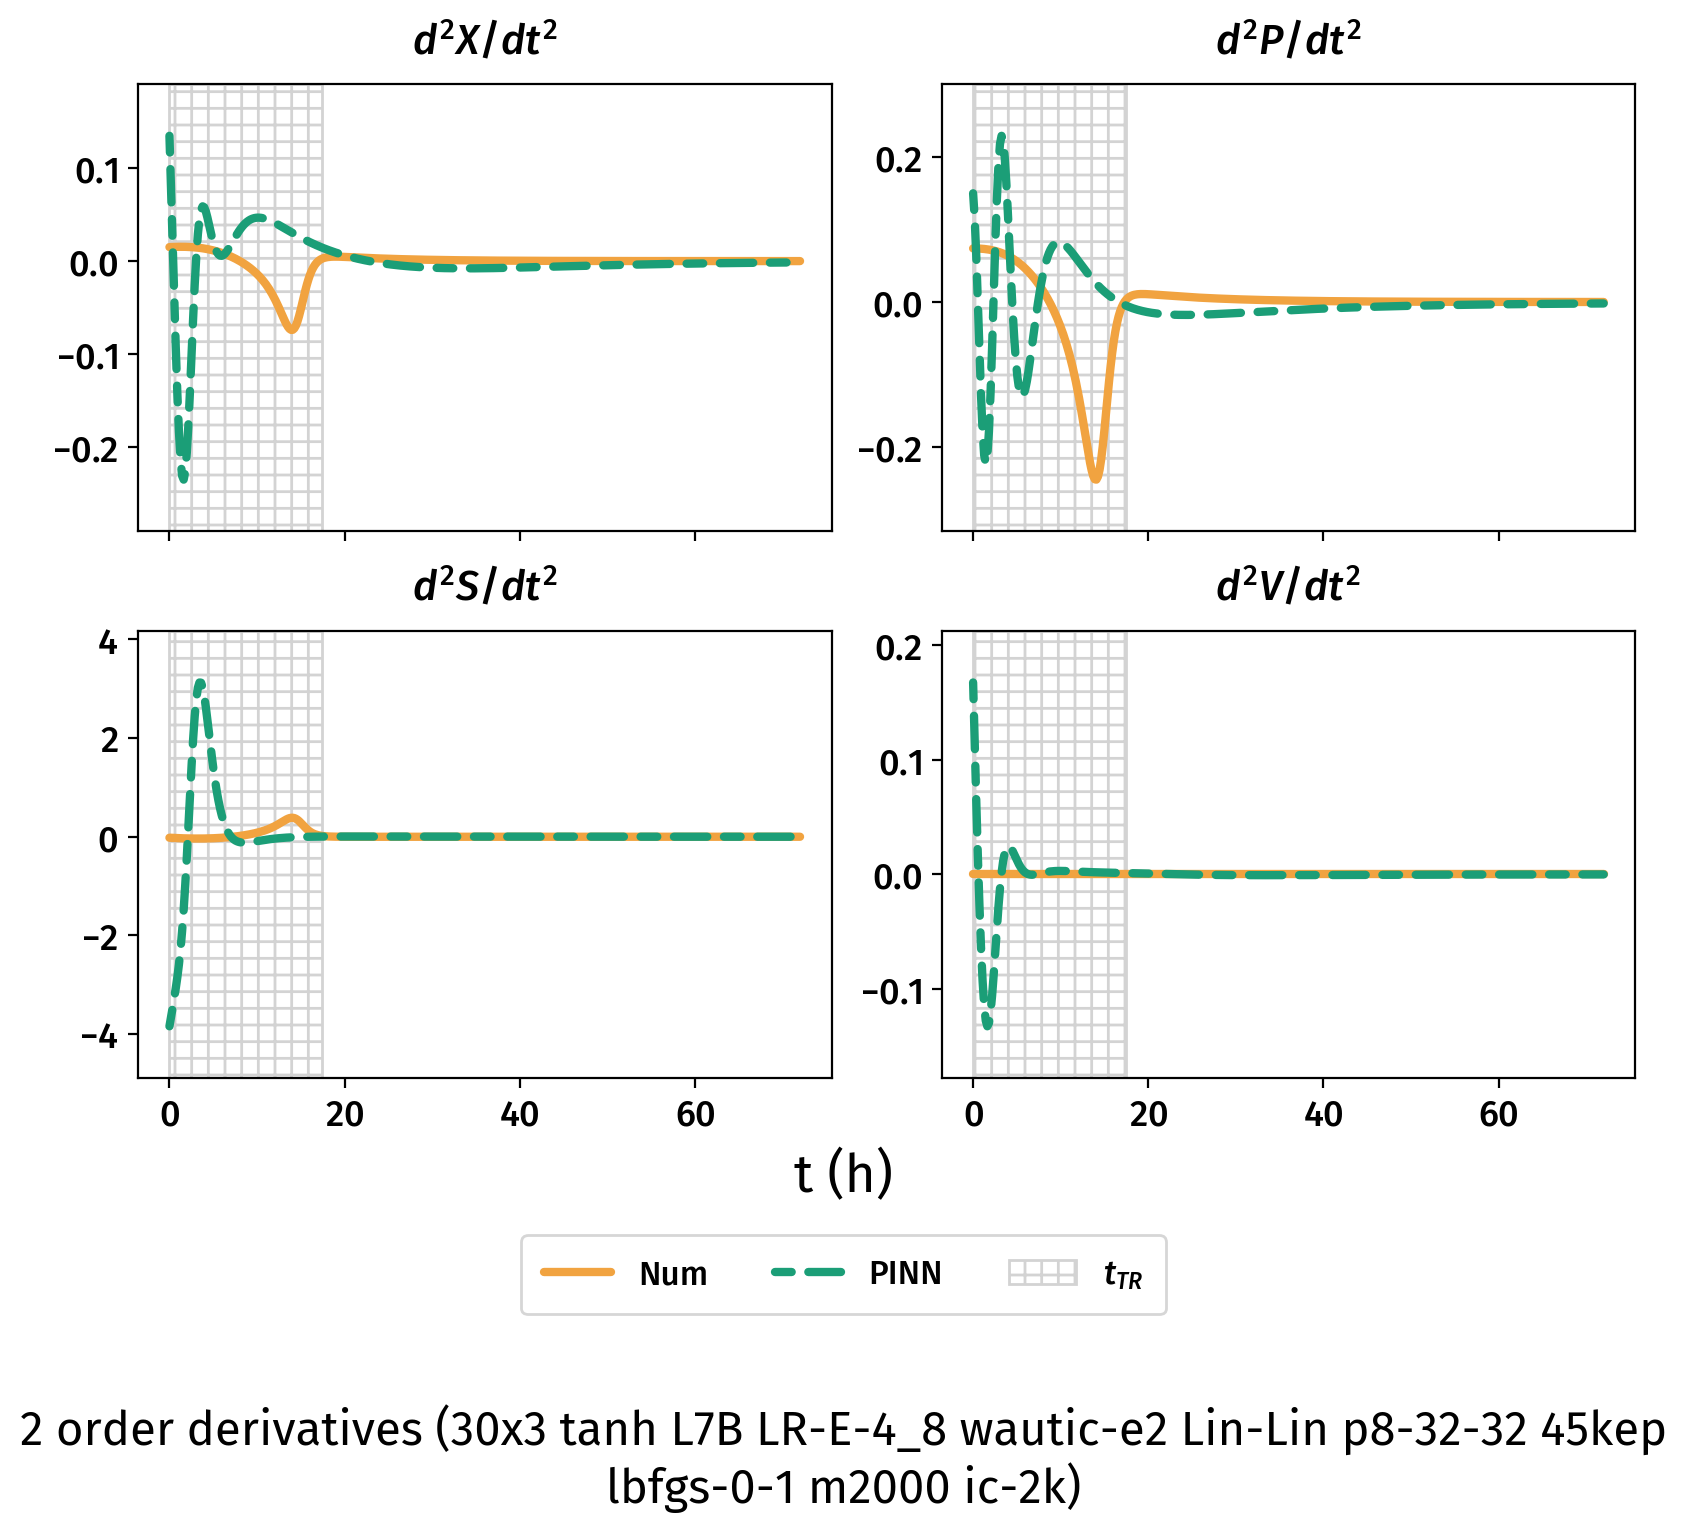 d²X/dt²
d²P/dt²
0.1
0.0
−0.1
−0.2
0.2
0.0
−0.2
d²S/dt²
d²V/dt²
4
2
0
−2
−4
0.2
0.1
0.0
−0.1
0 20 40 60
0 20 40 60
t (h)
Num PINN t_TR
2 order derivatives (30x3 tanh L7B LR-E-4_8 wautic-e2 Lin-Lin p8-32-32 45kep
lbfgs-0-1 m2000 ic-2k)